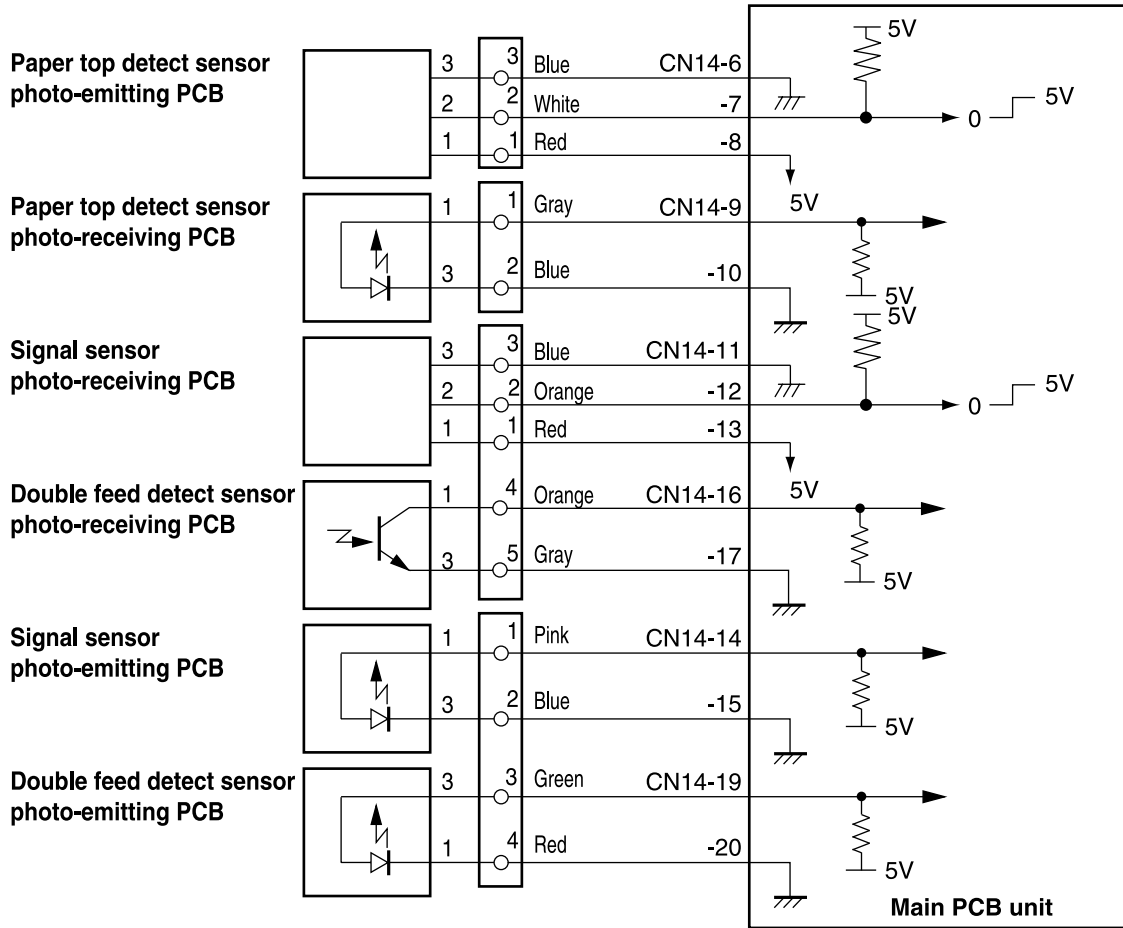 5V
Paper top detect sensor
photo-emitting PCB
3 3 Blue CN14-6
2 2 White -7 0 5V
1 1 Red -8
5V
Paper top detect sensor
photo-receiving PCB
1 1 Gray CN14-9
3 2 Blue -10
5V
5V
Signal sensor
photo-receiving PCB
3 3 Blue CN14-11
2 2 Orange -12 0 5V
1 1 Red -13
5V
Double feed detect sensor
photo-receiving PCB
1 4 Orange CN14-16
3 5 Gray -17
5V
Signal sensor
photo-emitting PCB
1 1 Pink CN14-14
3 2 Blue -15
5V
Double feed detect sensor
photo-emitting PCB
3 3 Green CN14-19
1 4 Red -20
5V
Main PCB unit